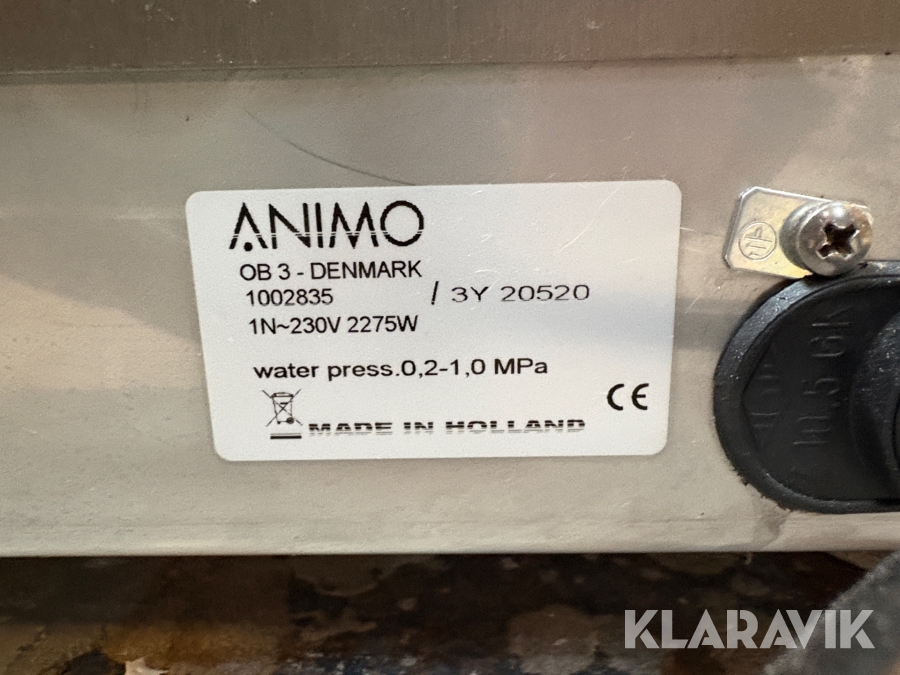 ANIMO
OB 3 - DENMARK
1002835 / 3Y 20520
1N~230V 2275W
water press.0,2-1,0 MPa
CE
MADE IN HOLLAND
KLARAVIK